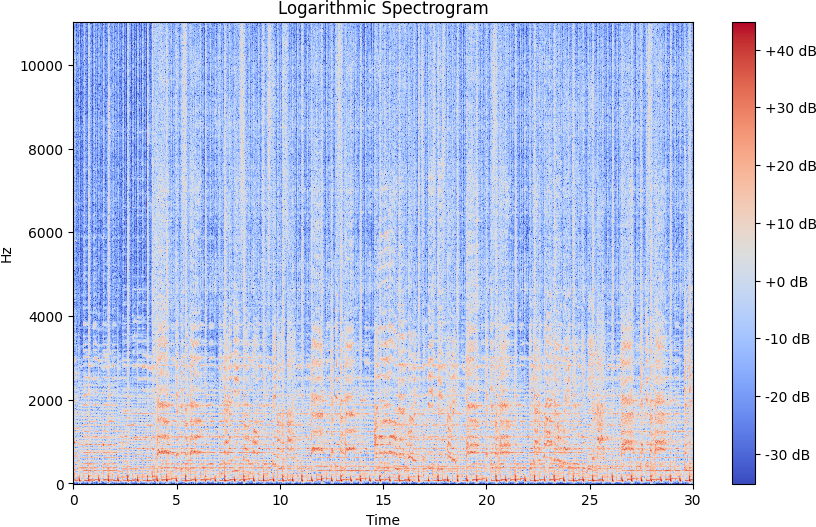 Logarithmic Spectrogram
Hz
10000
8000
6000
4000
2000
0
0 5 10 15 20 25 30
Time
+40 dB
+30 dB
+20 dB
+10 dB
+0 dB
-10 dB
-20 dB
-30 dB